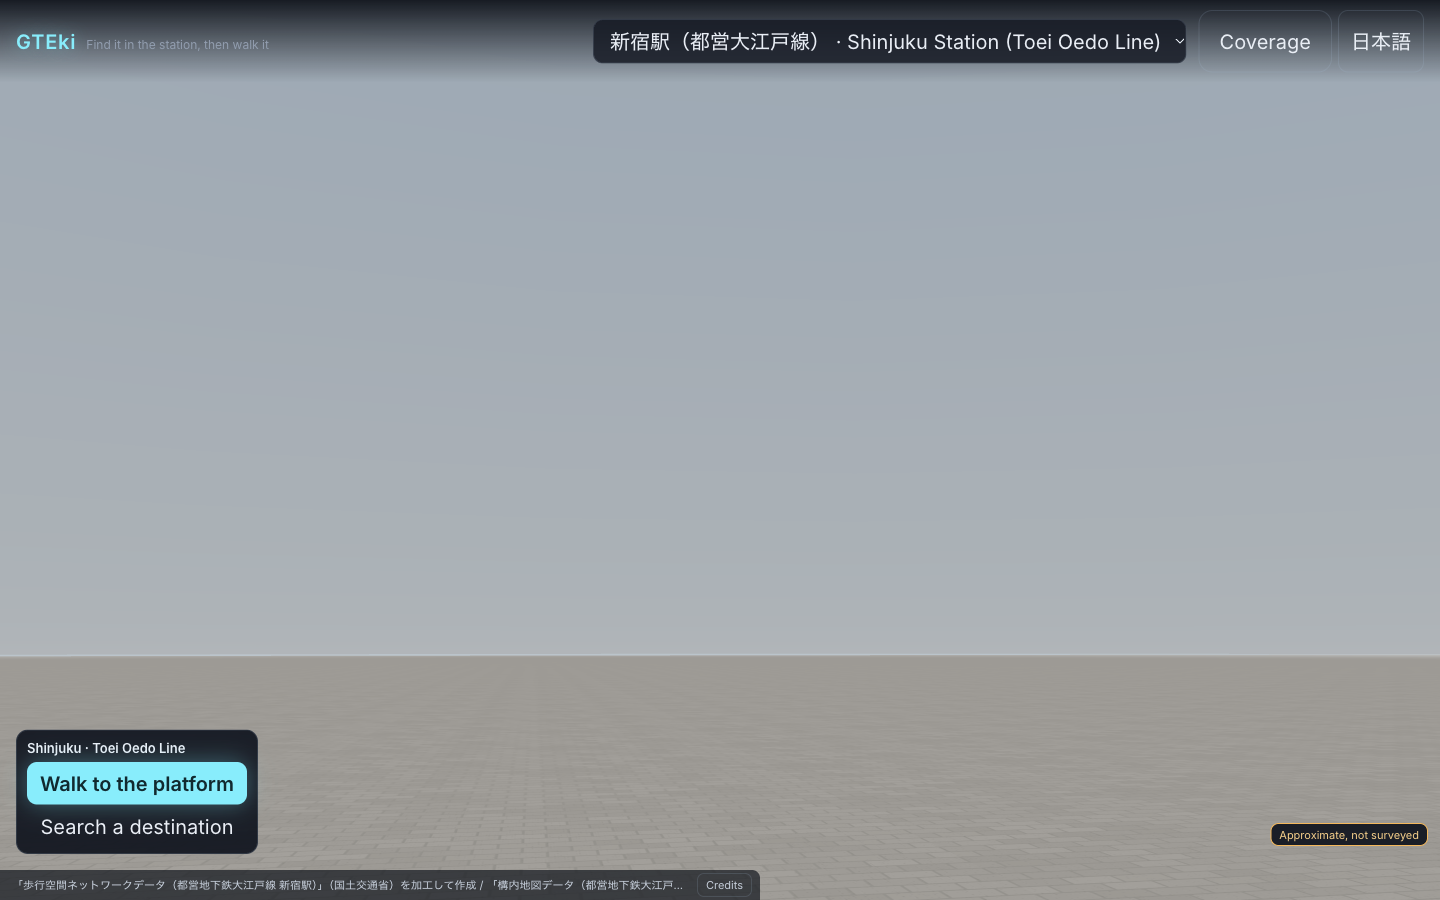 GTEki Find it in the station, then walk it
新宿駅（都営大江戸線） · Shinjuku Station (Toei Oedo Line)
Coverage
日本語
Shinjuku · Toei Oedo Line
Walk to the platform
Search a destination
Approximate, not surveyed
「歩行空間ネットワークデータ（都営地下鉄大江戸線 新宿駅）」（国土交通省）を加工して作成 / 「構内地図データ（都営地下鉄大江戸…
Credits